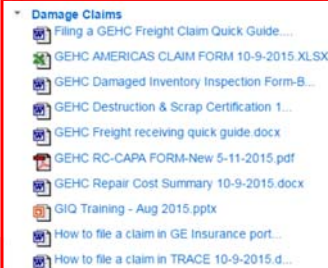 Damage Claims
Filing a GEHC Freight Claim Quick Guide....
GEHC AMERICAS CLAIM FORM 10-9-2015.XLSX
GEHC Damaged Inventory Inspection Form-B...
GEHC Destruction & Scrap Certification 1...
GEHC Freight receiving quick guide.docx
GEHC RC-CAPA FORM-New 5-11-2015.pdf
GEHC Repair Cost Summary 10-9-2015.docx
GIQ Training - Aug 2015.pptx
How to file a claim in GE Insurance port...
How to file a claim in TRACE 10-9-2015.d...